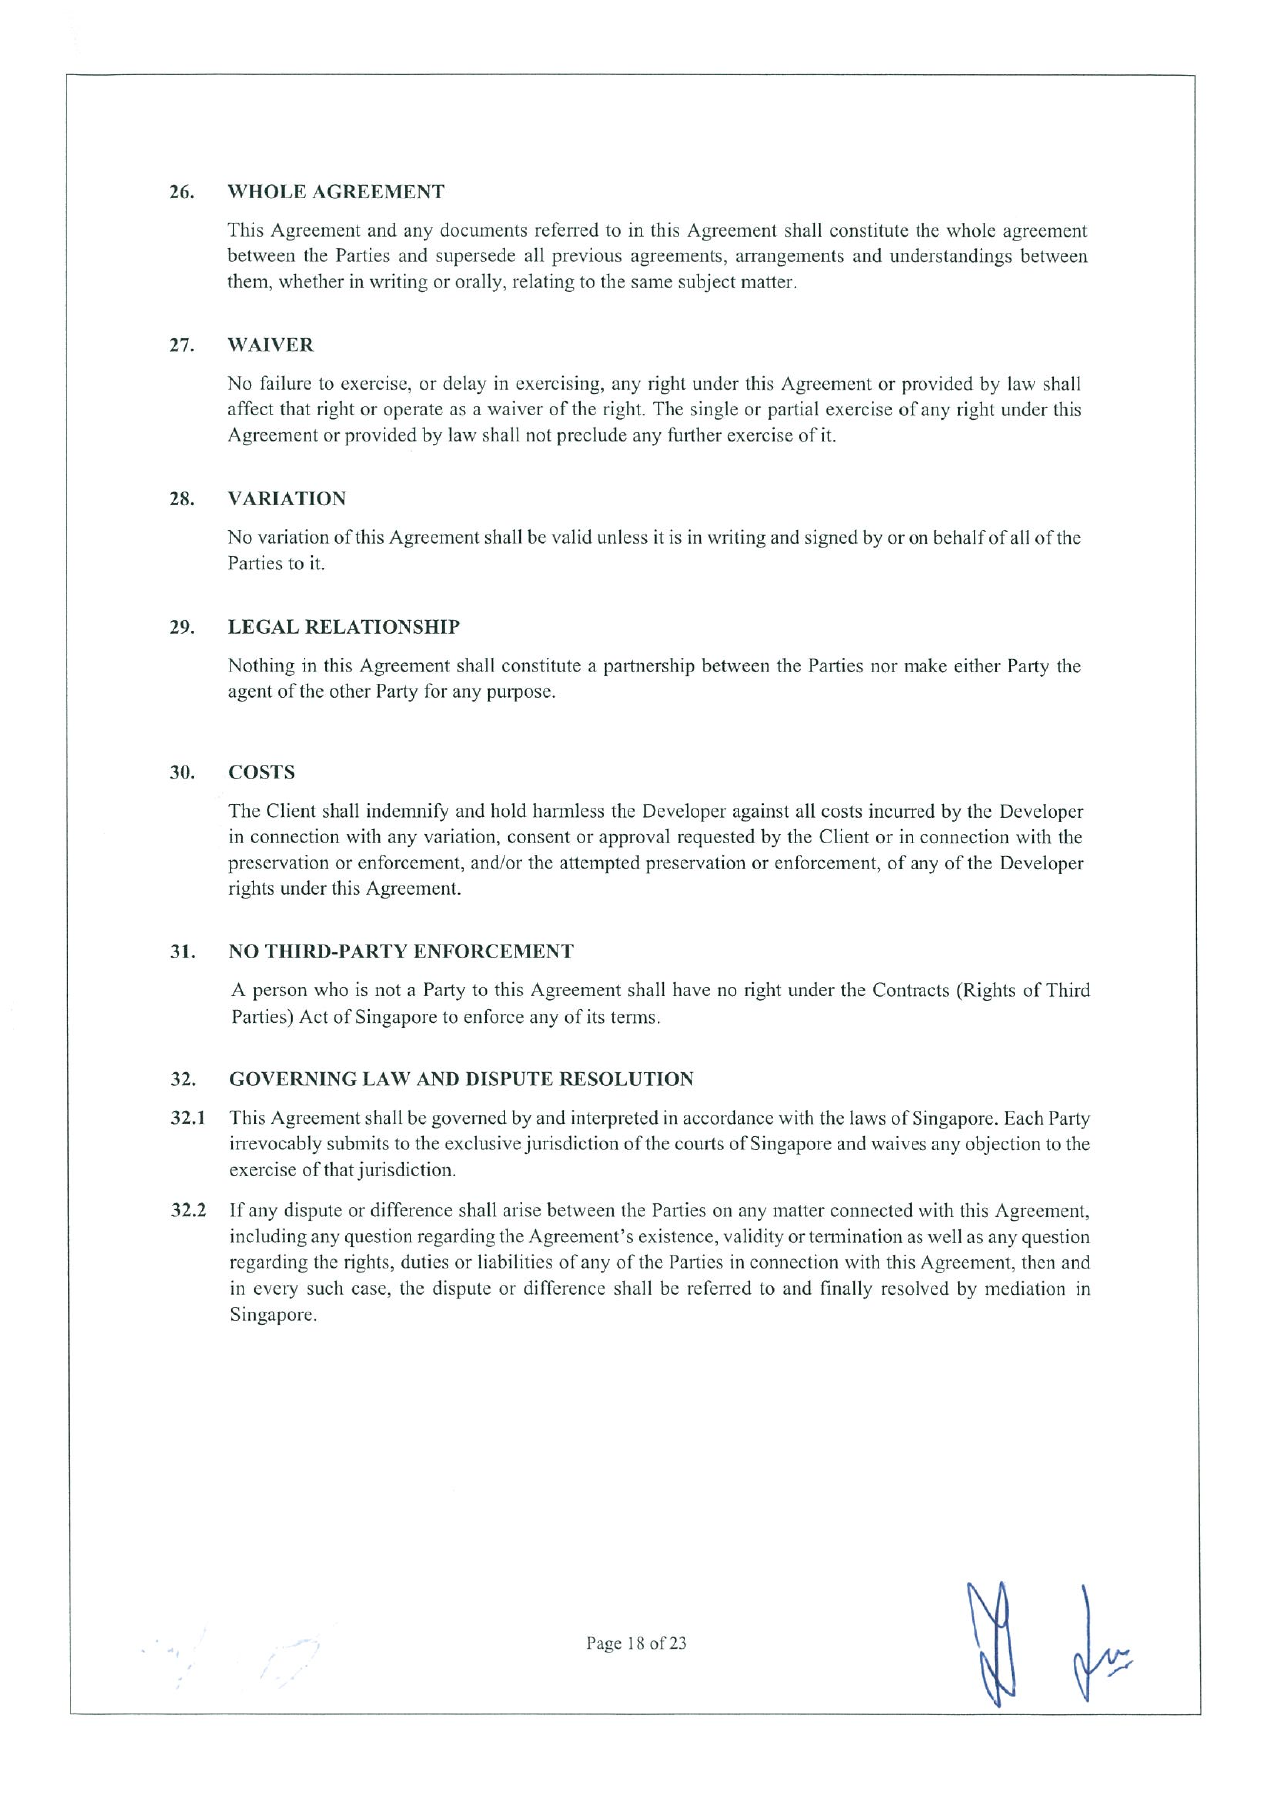 26. WHOLE AGREEMENT
This Agreement and any documents referred to in this Agreement shall constitute the whole agreement
between the Parties and supersede all previous agreements, arrangements and understandings between
them, whether in writing or orally, relating to the same subject matter.
27. WAIVER
No failure to exercise, or delay in exercising, any right under this Agreement or provided by law shall
affect that right or operate as a waiver of the right. The single or partial exercise of any right under this
Agreement or provided by law shall not preclude any further exercise of it.
28. VARIATION
No variation of this Agreement shall be valid unless it is in writing and signed by or on behalf of all of the
Parties to it.
29. LEGAL RELATIONSHIP
Nothing in this Agreement shall constitute a partnership between the Parties nor make either Party the
agent of the other Party for any purpose.
30. COSTS
The Client shall indemnify and hold harmless the Developer against all costs incurred by the Developer
in connection with any variation, consent or approval requested by the Client or in connection with the
preservation or enforcement, and/or the attempted preservation or enforcement, of any of the Developer
rights under this Agreement.
31. NO THIRD-PARTY ENFORCEMENT
A person who is not a Party to this Agreement shall have no right under the Contracts (Rights of Third
Parties) Act of Singapore to enforce any of its terms.
32. GOVERNING LAW AND DISPUTE RESOLUTION
32.1 This Agreement shall be governed by and interpreted in accordance with the laws of Singapore. Each Party
irrevocably submits to the exclusive jurisdiction of the courts of Singapore and waives any objection to the
exercise of that jurisdiction.
32.2 If any dispute or difference shall arise between the Parties on any matter connected with this Agreement,
including any question regarding the Agreement's existence, validity or termination as well as any question
regarding the rights, duties or liabilities of any of the Parties in connection with this Agreement, then and
in every such case, the dispute or difference shall be referred to and finally resolved by mediation in
Singapore.
Page 18 of 23